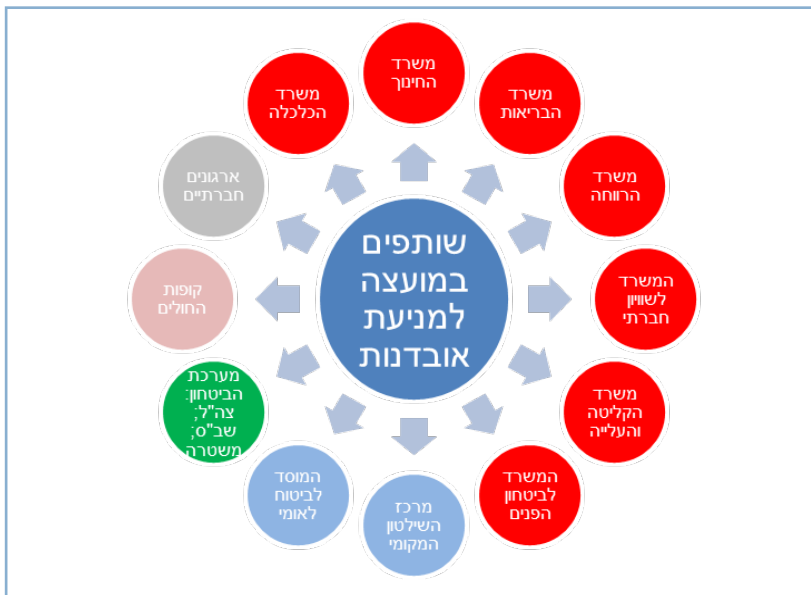 שותפים
במועצה
למניעת
אובדנות
משרד
החינוך
משרד
הבריאות
משרד
הרווחה
המשרד
לשוויון
חברתי
משרד
הקליטה
והעלייה
המשרד
לביטחון
הפנים
מרכז
השילטון
המקומי
המוסד
לביטוח
לאומי
מערכת
הביטחון:
צה"ל;
שב"ס;
משטרה
קופות
החולים
ארגונים
חברתיים
משרד
הכלכלה